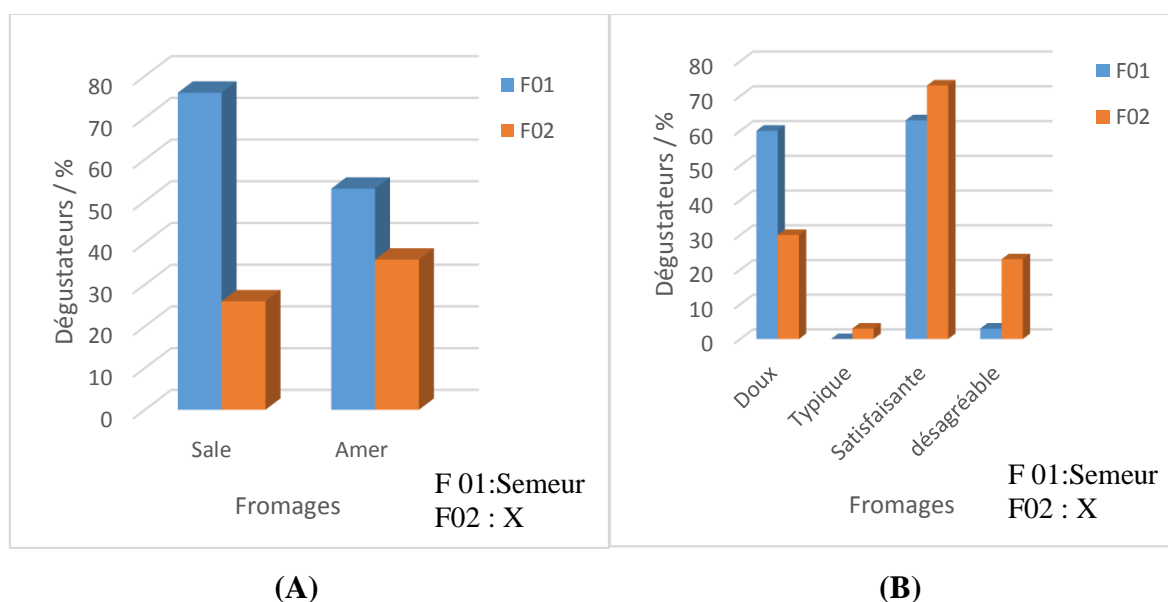 80
70
60
50
40
30
20
10
0
Dégustateurs / %
Sale Amer
Fromages
F01
F02
F 01:Semeur
F02 : X
(A)
80
70
60
50
40
30
20
10
0
Dégustateurs / %
Doux Typique Satisfaisante désagréable
Fromages
F01
F02
F 01:Semeur
F02 : X
(B)